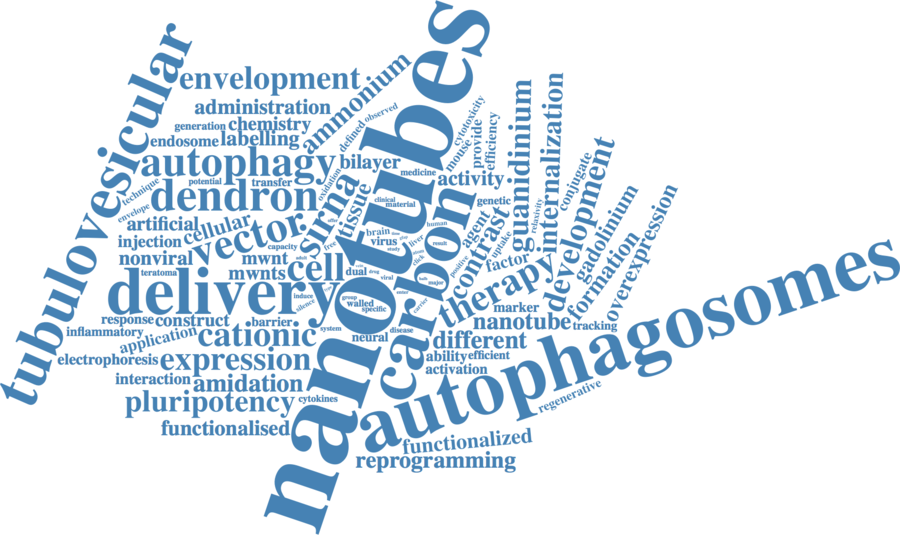 tubulovesicular
envelopment
administration
ammonium
nanotubes
generation
chemistry
endosome
labelling
defined
observed
autophagy
bilayer
medicine
mouse
cytotoxicity
provide
efficiency
guanidinium
internalization
technique
potential
transfer
oxidation
activity
dendron
sirna
tissue
clinical
material
genetic
conjugate
envelope
artificial
cellular
vector
capacity
free
brain
virus
study
liver
human
carbon
agent
contrast
uptake
relaxivity
development
gadolinium
injection
nonviral
mwnt
adult
click
result
positive
factor
formation
overexpression
teratoma
mwnts
cell
dual
drug
viral
major
therapy
delivery
induce
silence
group
walled
specific
carrier
marker
autophagosomes
response
construct
barrier
system
neural
disease
nanotube
tracking
inflammatory
application
cationic
different
electrophoresis
expression
ability
efficient
interaction
amidation
activation
pluripotency
cytokines
regenerative
functionalised
functionalized
reprogramming